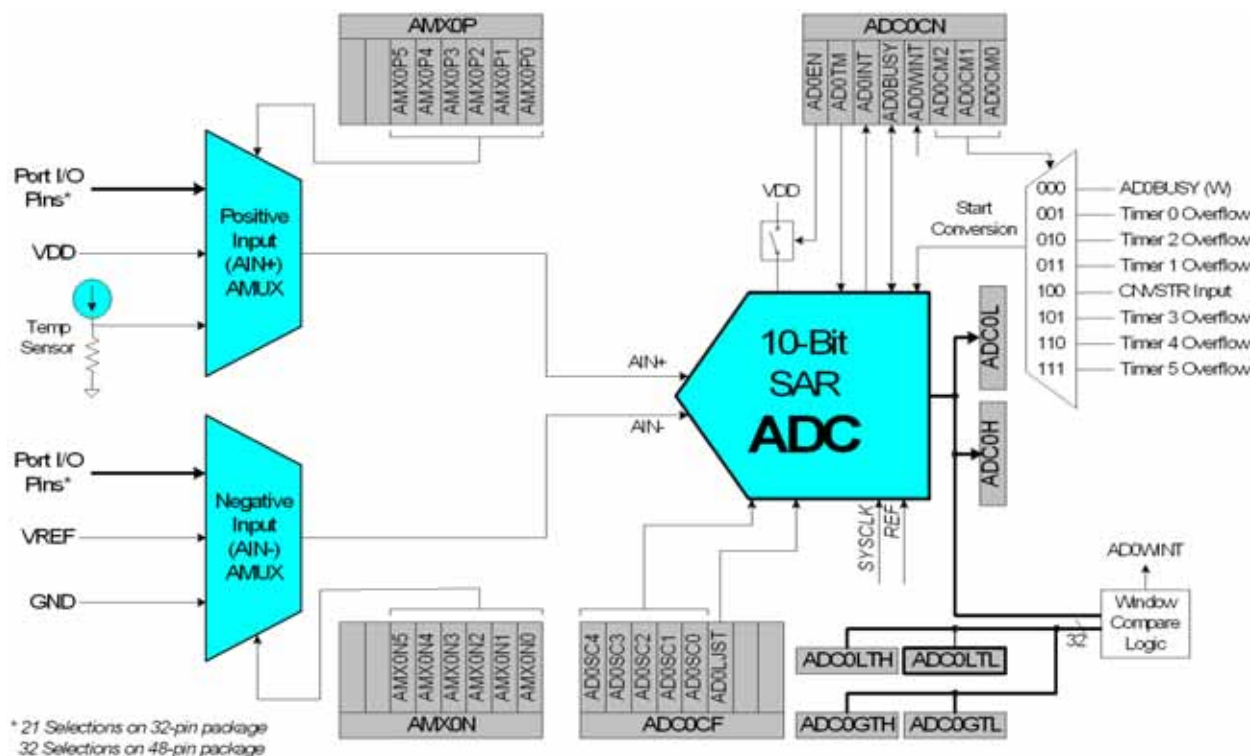 AMX0P
AMX0P5
AMX0P4
AMX0P3
AMX0P2
AMX0P1
AMX0P0
ADC0CN
AD0EN
AD0TM
AD0INT
AD0BUSY
AD0WINT
AD0CM2
AD0CM1
AD0CM0
Port I/O
Pins*
VDD
Temp
Sensor
Positive
Input
(AIN+)
AMUX
VDD
Start
Conversion
000 AD0BUSY (W)
001 Timer 0 Overflow
010 Timer 2 Overflow
011 Timer 1 Overflow
100 CNVSTR Input
101 Timer 3 Overflow
110 Timer 4 Overflow
111 Timer 5 Overflow
AIN+
AIN-
10-Bit
SAR
ADC
ADC0L
ADC0H
Port I/O
Pins*
VREF
GND
Negative
Input
(AIN-)
AMUX
SYSCLK
REF
AD0WINT
Window
Compare
Logic
32
ADC0LTH
ADC0LTL
ADC0GTH
ADC0GTL
AMX0N5
AMX0N4
AMX0N3
AMX0N2
AMX0N1
AMX0N0
AMX0N
AD0SC4
AD0SC3
AD0SC2
AD0SC1
AD0SC0
AD0LJST
ADC0CF
* 21 Selections on 32-pin package
32 Selections on 48-pin package